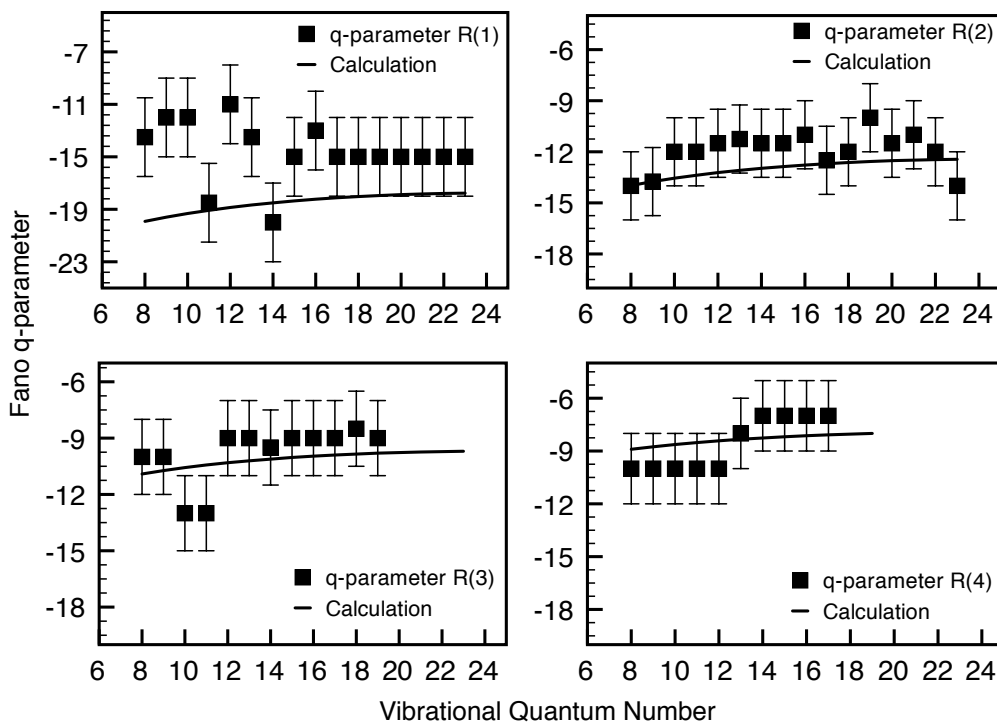 q-parameter R(1)
Calculation
-7
-11
-15
-19
-23
6 8 10 12 14 16 18 20 22 24
q-parameter R(2)
Calculation
-6
-9
-12
-15
-18
6 8 10 12 14 16 18 20 22 24
Fano q-parameter
-6
-9
-12
-15
-18
q-parameter R(3)
Calculation
6 8 10 12 14 16 18 20 22 24
-6
-9
-12
-15
-18
q-parameter R(4)
Calculation
6 8 10 12 14 16 18 20 22 24
Vibrational Quantum Number